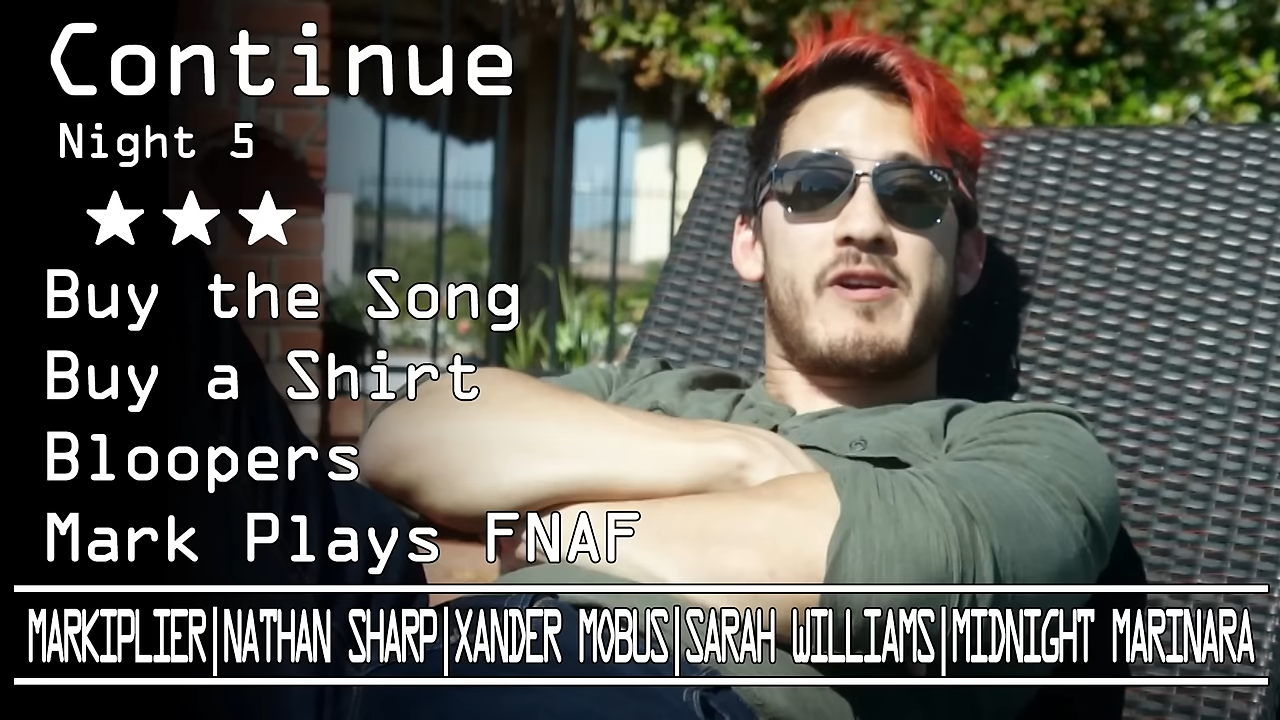 Continue
Night 5
★★★
Buy the Song
Buy a Shirt
Bloopers
Mark Plays FNAF
MARKIPLIER|NATHAN SHARP|XANDER MOBUS|SARAH WILLIAMS|MIDNIGHT MARINARA